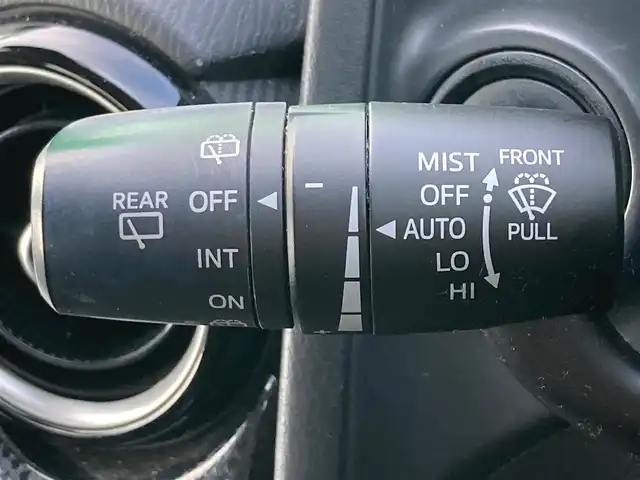 REAR
OFF
INT
ON
−
+
MIST
OFF
AUTO
LO
HI
FRONT
PULL